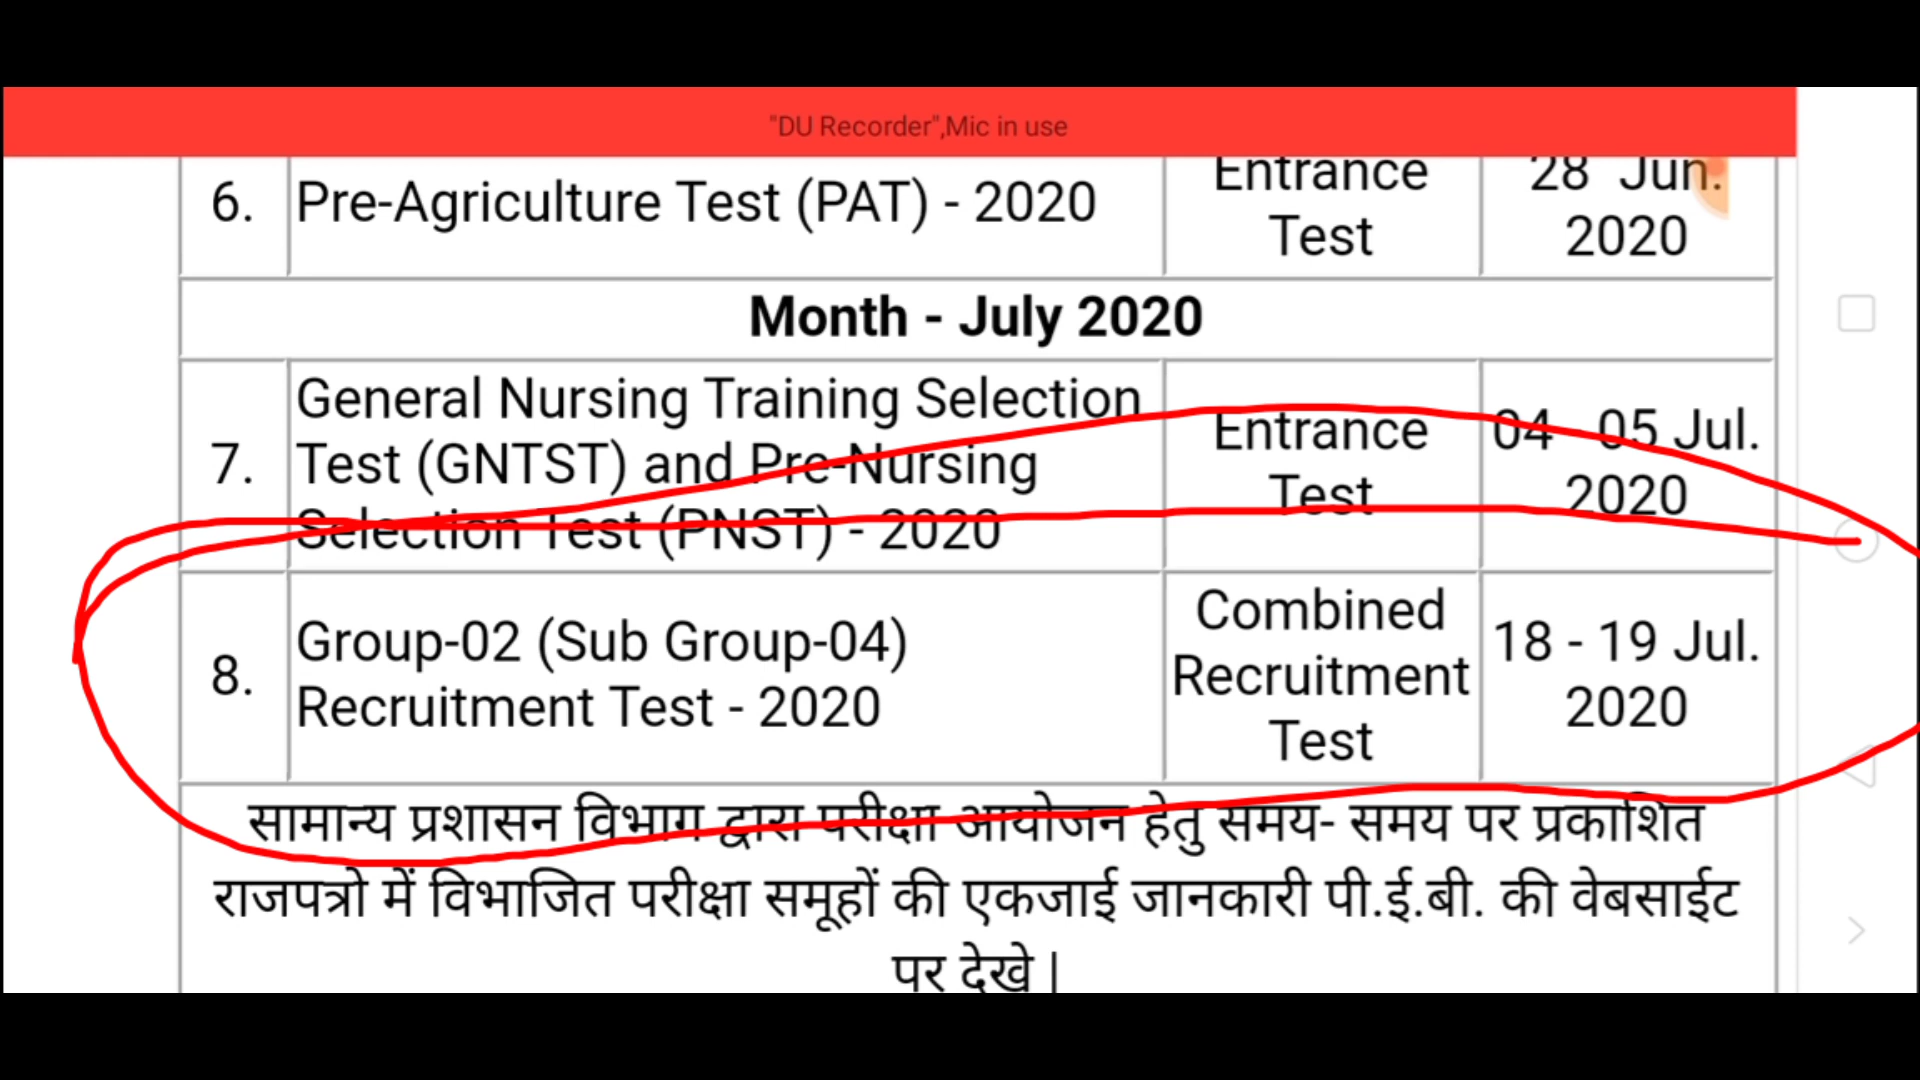 "DU Recorder",Mic in use
6. Pre-Agriculture Test (PAT) - 2020 Entrance Test 28 Jun. 2020
Month - July 2020
7. General Nursing Training Selection
Test (GNTST) and Pre-Nursing
Selection Test (PNST) - 2020
Entrance
Test
04 - 05 Jul.
2020
8. Group-02 (Sub Group-04)
Recruitment Test - 2020
Combined
Recruitment
Test
18 - 19 Jul.
2020
सामान्य प्रशासन विभाग द्वारा परीक्षा आयोजन हेतु समय- समय पर प्रकाशित
राजपत्रो में विभाजित परीक्षा समूहों की एकजाई जानकारी पी.ई.बी. की वेबसाईट
पर देखे |